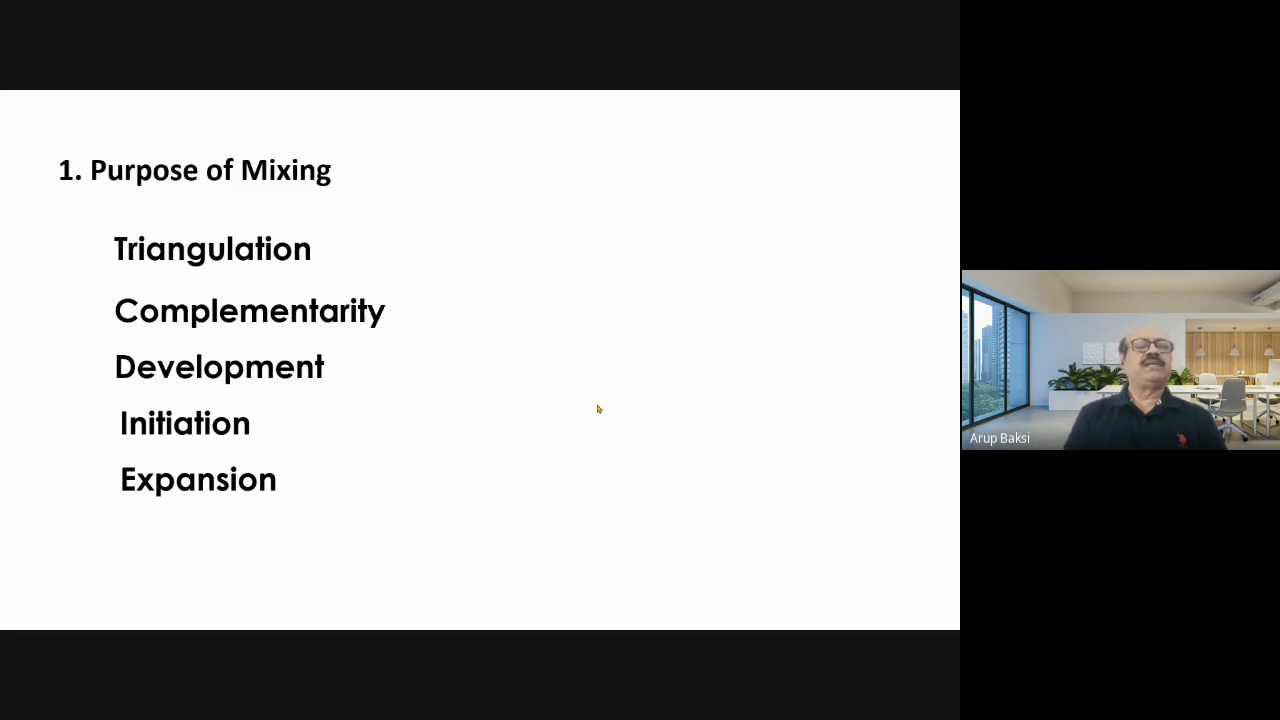 1. Purpose of Mixing
Triangulation
Complementarity
Development
Initiation
Expansion
Arup Baksi